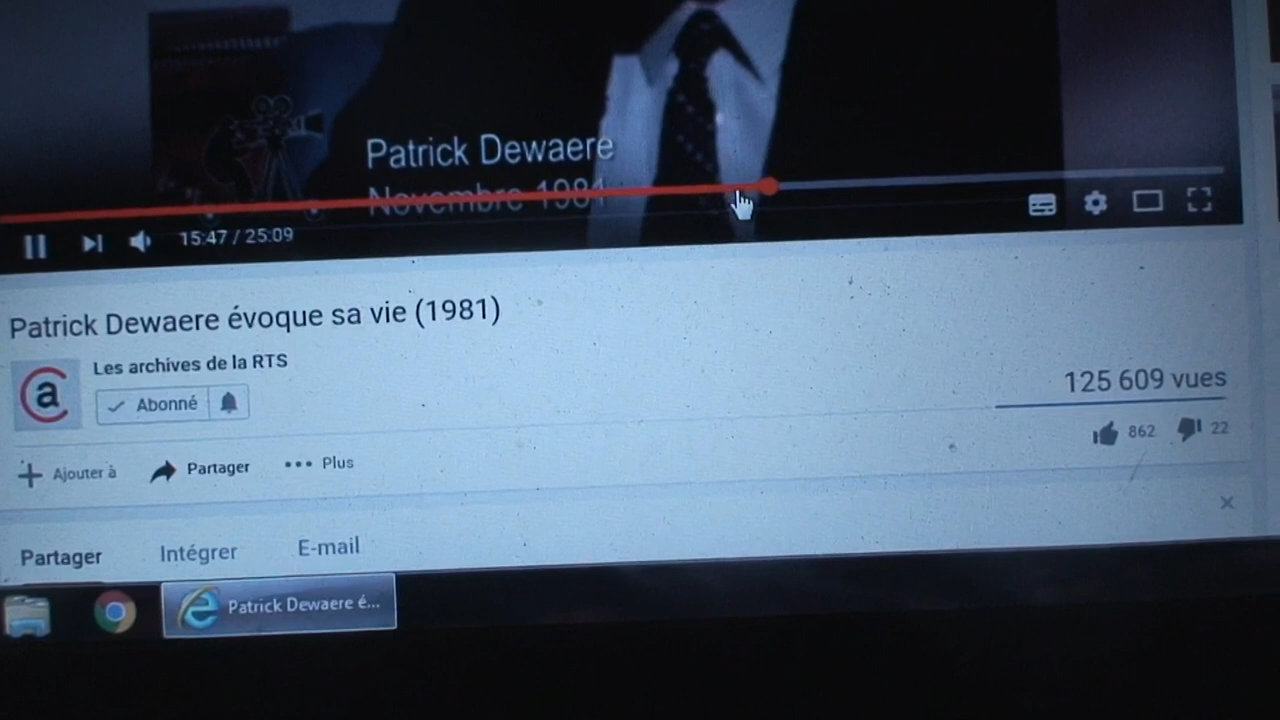 Patrick Dewaere
Novembre 1981
15:47 / 25:09
Patrick Dewaere évoque sa vie (1981)
a
Les archives de la RTS
Abonné
125 609 vues
862 22
Ajouter à Partager Plus
Partager Intégrer E-mail
Patrick Dewaere é...